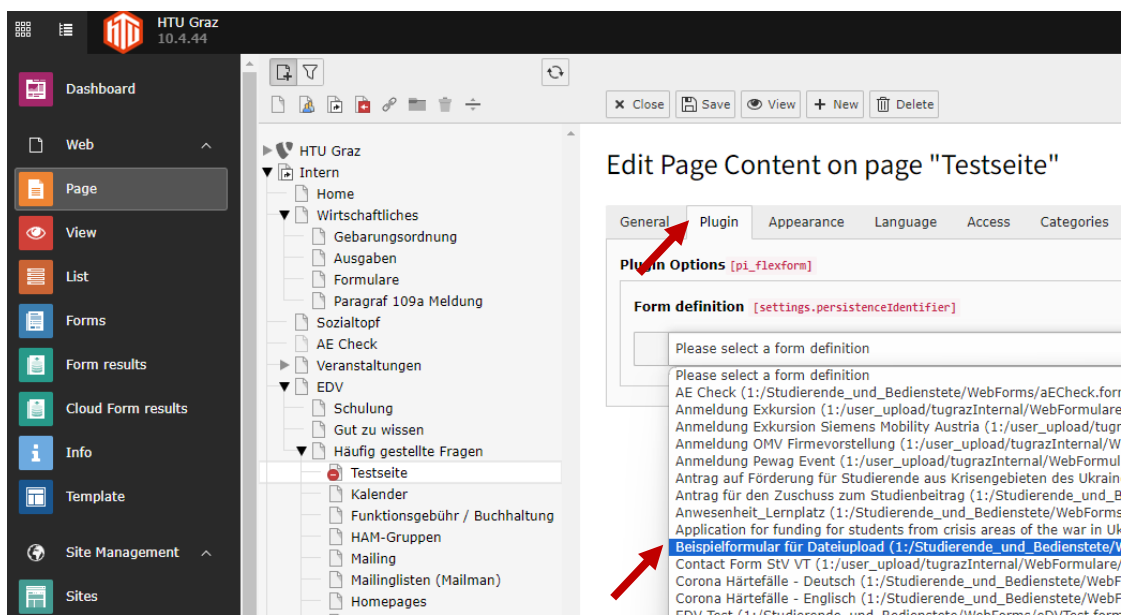 HTU Graz
10.4.44
Dashboard
Web
Page
View
List
Forms
Form results
Cloud Form results
Info
Template
Site Management
Sites
HTU Graz
Intern
Home
Wirtschaftliches
Gebarungsordnung
Ausgaben
Formulare
Paragraf 109a Meldung
Sozialtopf
AE Check
Veranstaltungen
EDV
Schulung
Gut zu wissen
Häufig gestellte Fragen
Testseite
Kalender
Funktionsgebühr / Buchhaltung
HAM-Gruppen
Mailing
Mailinglisten (Mailman)
Homepages
Close Save View New Delete
Edit Page Content on page "Testseite"
General Plugin Appearance Language Access Categories
Plugin Options [pi_flexform]
Form definition [settings.persistenceIdentifier]
Please select a form definition
Please select a form definition
AE Check (1:/Studierende_und_Bedienstete/WebForms/aECheck.form
Anmeldung Exkursion (1:/user_upload/tugrazInternal/WebFormulare
Anmeldung Exkursion Siemens Mobility Austria (1:/user_upload/tugr
Anmeldung OMV Firmevorstellung (1:/user_upload/tugrazInternal/W
Anmeldung Pewag Event (1:/user_upload/tugrazInternal/WebFormul
Antrag auf Förderung für Studierende aus Krisengebieten des Ukrain
Antrag für den Zuschuss zum Studienbeitrag (1:/Studierende_und_B
Anwesenheit_Lernplatz (1:/Studierende_und_Bedienstete/WebForms
Application for funding for students from crisis areas of the war in Uk
Beispielformular für Dateiupload (1:/Studierende_und_Bedienstete/W
Contact Form StV VT (1:/user_upload/tugrazInternal/WebFormulare/
Corona Härtefälle - Deutsch (1:/Studierende_und_Bedienstete/WebF
Corona Härtefälle - Englisch (1:/Studierende_und_Bedienstete/WebF
EDV Test (1:/Studierende_und_Bedienstete/WebForms/eDVTest.form